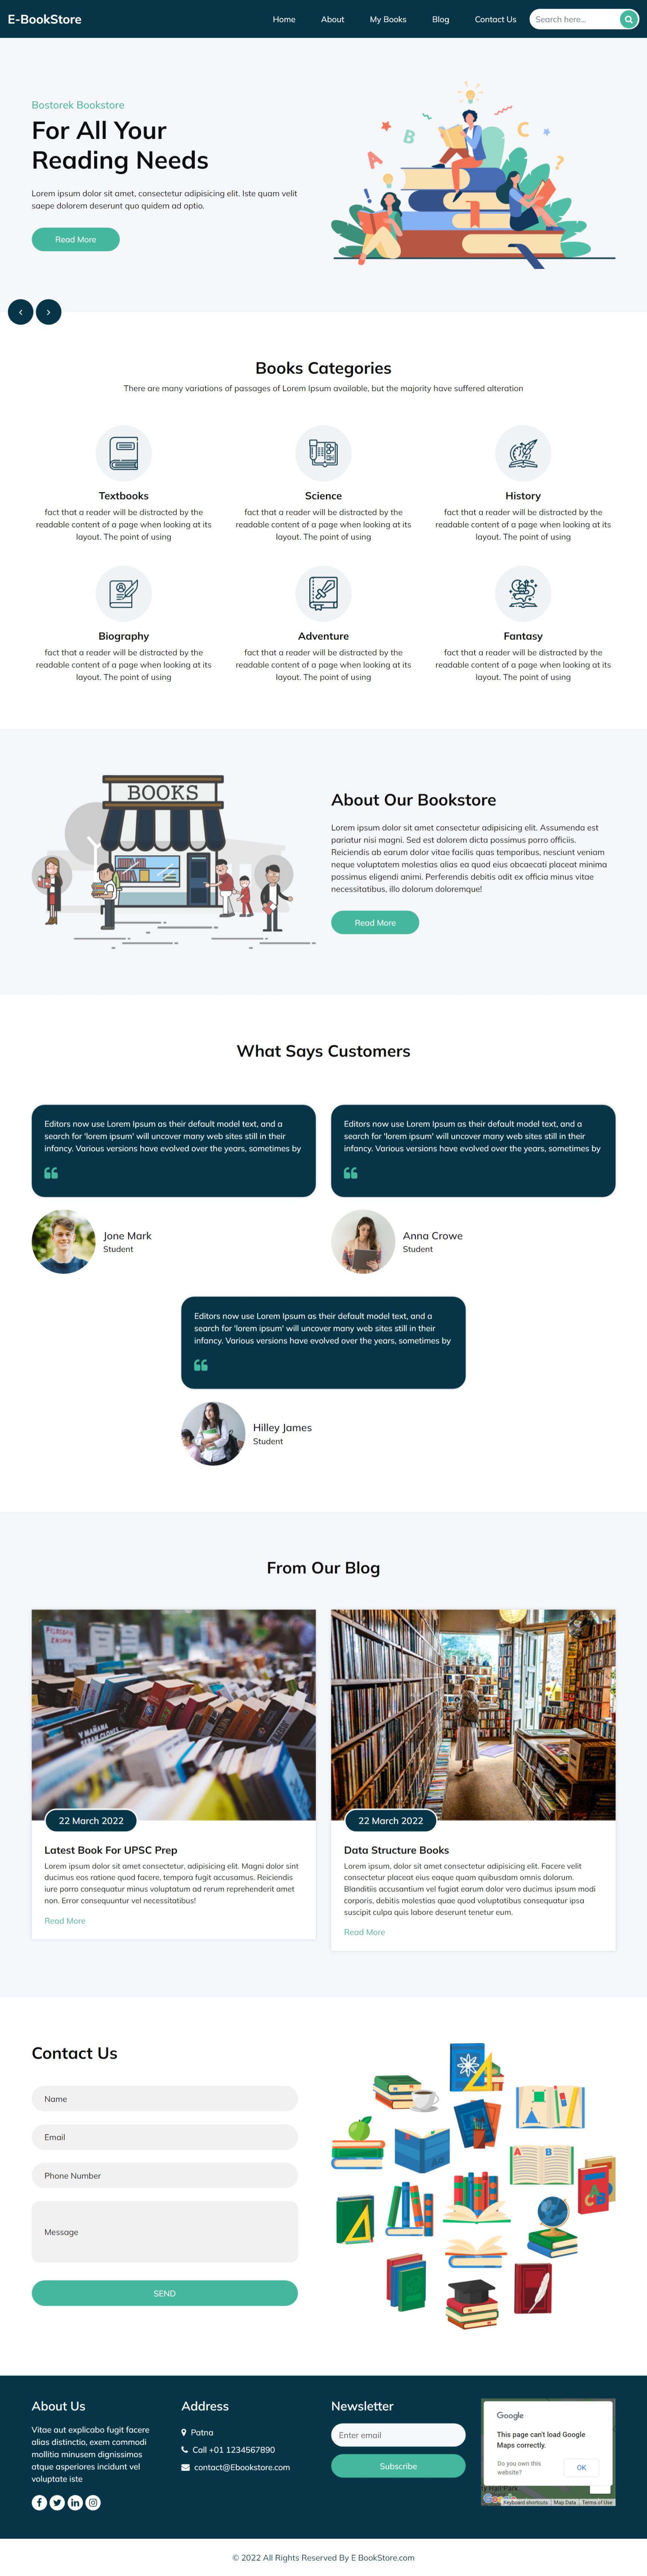 E-BookStore
Home
About
My Books
Blog
Contact Us
Search here...
Bostorek Bookstore
For All Your
Reading Needs
Lorem ipsum dolor sit amet, consectetur adipisicing elit. Iste quam velit
saepe dolorem deserunt quo quidem ad optio.
Read More
Books Categories
There are many variations of passages of Lorem Ipsum available, but the majority have suffered alteration
Textbooks
fact that a reader will be distracted by the
readable content of a page when looking at its
layout. The point of using
Science
fact that a reader will be distracted by the
readable content of a page when looking at its
layout. The point of using
History
fact that a reader will be distracted by the
readable content of a page when looking at its
layout. The point of using
Biography
fact that a reader will be distracted by the
readable content of a page when looking at its
layout. The point of using
Adventure
fact that a reader will be distracted by the
readable content of a page when looking at its
layout. The point of using
Fantasy
fact that a reader will be distracted by the
readable content of a page when looking at its
layout. The point of using
BOOKS
About Our Bookstore
Lorem ipsum dolor sit amet consectetur adipisicing elit. Assumenda est
pariatur nisi magni. Sed est dolorem dicta possimus porro officiis.
Reiciendis ab earum dolor vitae facilis quas temporibus, nesciunt veniam
neque voluptatem molestias alias ea quod eius obcaecati placeat minima
possimus eligendi animi. Perferendis debitis odit ex officia minus vitae
necessitatibus, illo dolorum doloremque!
Read More
What Says Customers
Editors now use Lorem Ipsum as their default model text, and a
search for 'lorem ipsum' will uncover many web sites still in their
infancy. Various versions have evolved over the years, sometimes by
Jone Mark
Student
Editors now use Lorem Ipsum as their default model text, and a
search for 'lorem ipsum' will uncover many web sites still in their
infancy. Various versions have evolved over the years, sometimes by
Anna Crowe
Student
Editors now use Lorem Ipsum as their default model text, and a
search for 'lorem ipsum' will uncover many web sites still in their
infancy. Various versions have evolved over the years, sometimes by
Hilley James
Student
From Our Blog
22 March 2022
Latest Book For UPSC Prep
Lorem ipsum dolor sit amet consectetur, adipisicing elit. Magni dolor sint
ducimus eos ratione quod facere, tempora fugit accusamus. Reiciendis
iure porro consequatur minus voluptatum ad rerum reprehenderit amet
non. Error consequuntur vel necessitatibus!
Read More
22 March 2022
Data Structure Books
Lorem ipsum, dolor sit amet consectetur adipisicing elit. Facere velit
consectetur placeat eius eaque quam quibusdam omnis dolorum.
Blanditiis accusantium vel fugiat earum dolor vero ducimus ipsum modi
corporis, debitis molestias quae quod voluptatibus consequatur ipsa
suscipit culpa quis labore deserunt tenetur eum.
Read More
Contact Us
Name
Email
Phone Number
Message
SEND
About Us
Vitae aut explicabo fugit facere
alias distinctio, exem commodi
mollitia minusem dignissimos
atque asperiores incidunt vel
voluptate iste
Address
Patna
Call +01 1234567890
contact@Ebookstore.com
Newsletter
Enter email
Subscribe
Google
This page can't load Google
Maps correctly.
Do you own this
website?
OK
Google
Keyboard shortcuts
Map Data
Terms of Use
© 2022 All Rights Reserved By E BookStore.com